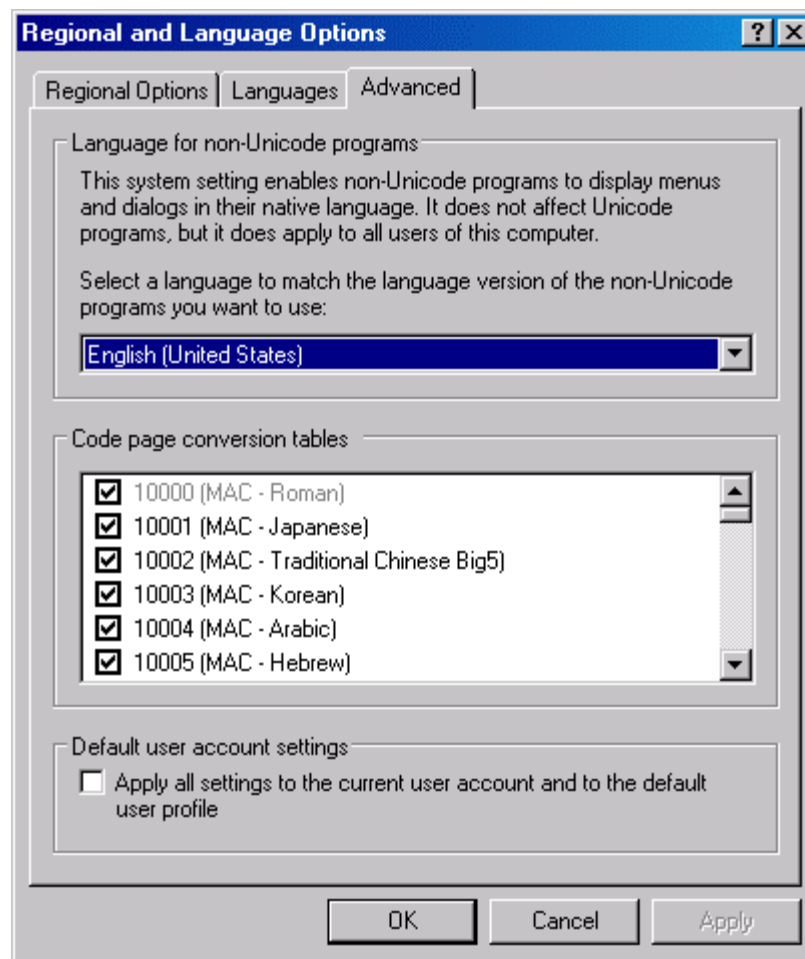 Regional and Language Options
Regional Options
Languages
Advanced
Language for non-Unicode programs
This system setting enables non-Unicode programs to display menus
and dialogs in their native language. It does not affect Unicode
programs, but it does apply to all users of this computer.
Select a language to match the language version of the non-Unicode
programs you want to use:
English (United States)
Code page conversion tables
10000 (MAC - Roman)
10001 (MAC - Japanese)
10002 (MAC - Traditional Chinese Big5)
10003 (MAC - Korean)
10004 (MAC - Arabic)
10005 (MAC - Hebrew)
Default user account settings
Apply all settings to the current user account and to the default
user profile
OK
Cancel
Apply